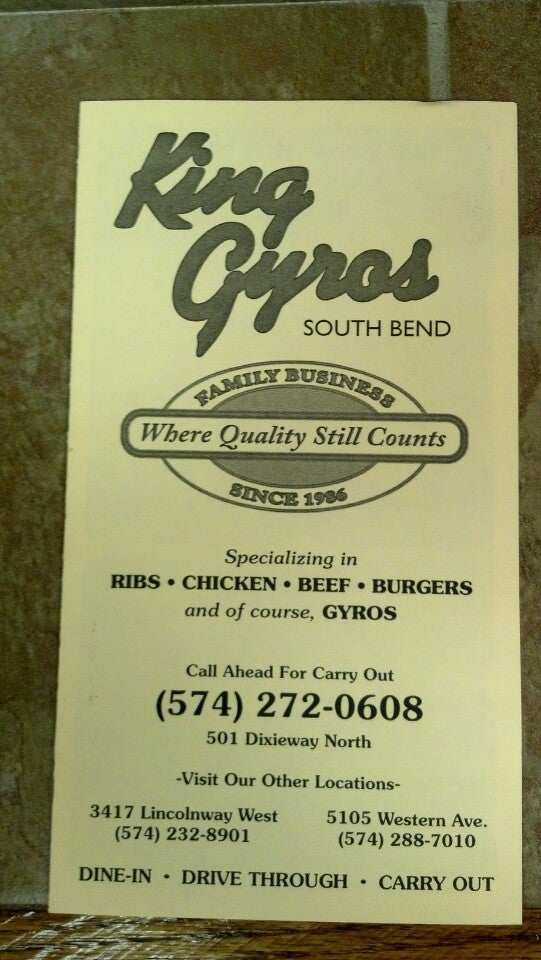 King
Gyros
SOUTH BEND
FAMILY BUSINESS
Where Quality Still Counts
SINCE 1986
Specializing in
RIBS • CHICKEN • BEEF • BURGERS
and of course, GYROS
Call Ahead For Carry Out
(574) 272-0608
501 Dixieway North
-Visit Our Other Locations-
3417 Lincolnway West
(574) 232-8901
5105 Western Ave.
(574) 288-7010
DINE-IN • DRIVE THROUGH • CARRY OUT